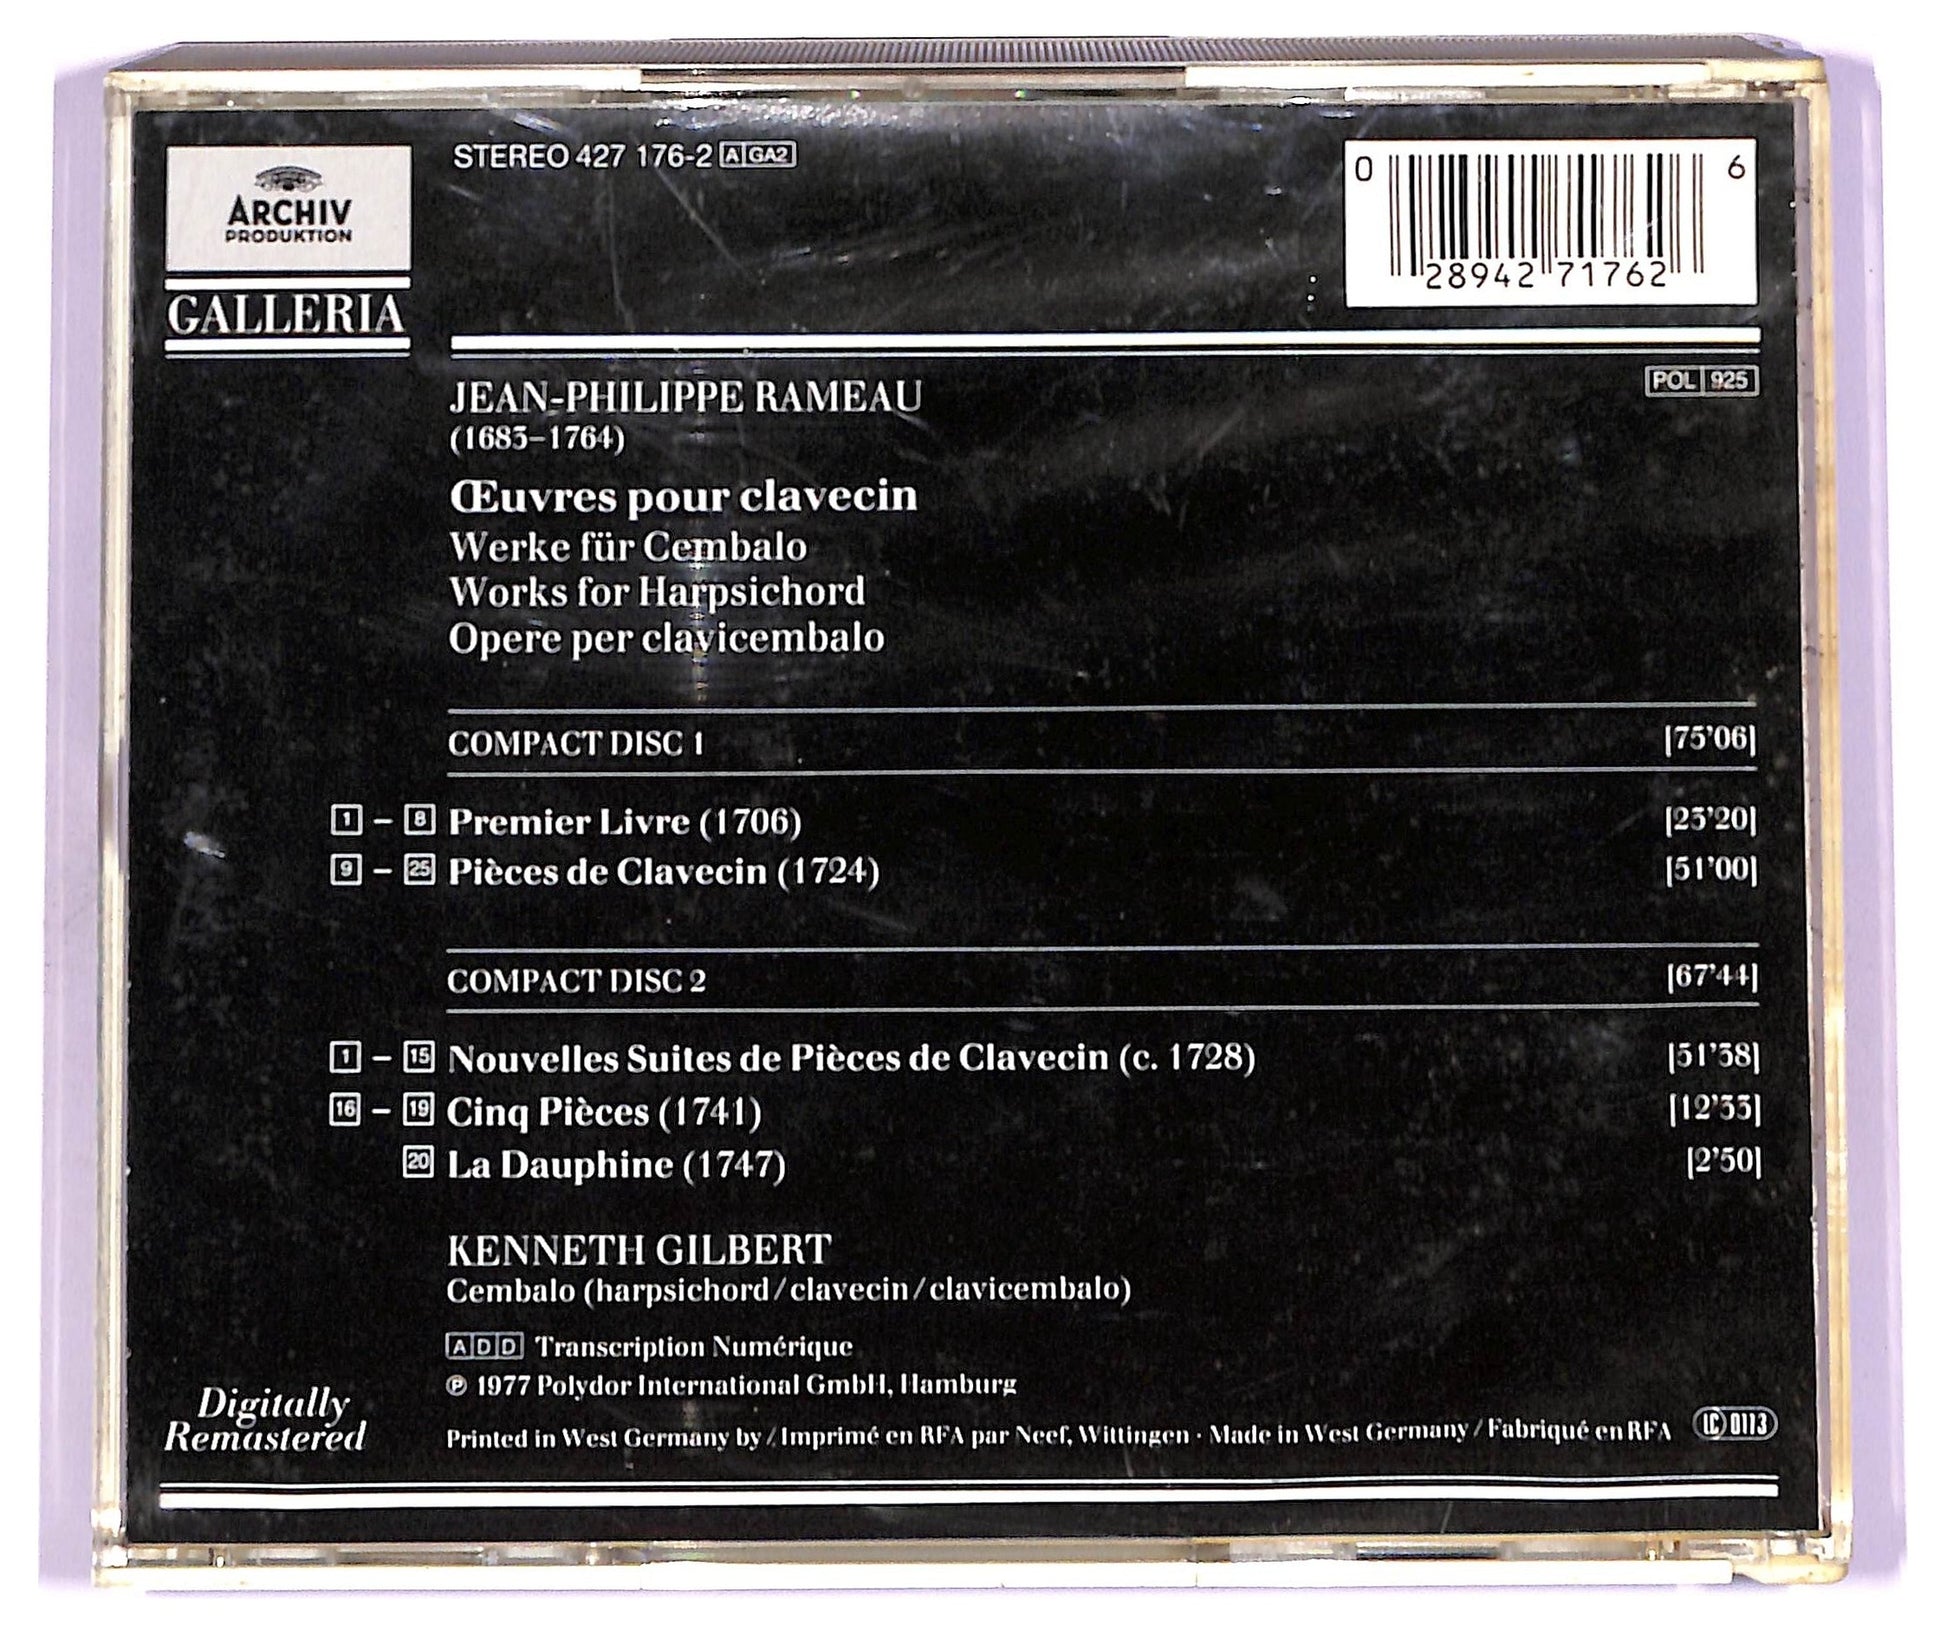 ARCHIV
PRODUKTION
GALLERIA
STEREO 427 176-2 A GA2
0 28942 71762 6
POL 925
JEAN-PHILIPPE RAMEAU
(1683–1764)
Œuvres pour clavecin
Werke für Cembalo
Works for Harpsichord
Opere per clavicembalo
COMPACT DISC 1 [75'06]
1 – 8 Premier Livre (1706) [23'20]
9 – 25 Pièces de Clavecin (1724) [51'00]
COMPACT DISC 2 [67'44]
1 – 15 Nouvelles Suites de Pièces de Clavecin (c. 1728) [51'38]
16 – 19 Cinq Pièces (1741) [12'33]
20 La Dauphine (1747) [2'50]
KENNETH GILBERT
Cembalo (harpsichord/clavecin/clavicembalo)
ADD Transcription Numérique
℗ 1977 Polydor International GmbH, Hamburg
Digitally
Remastered
Printed in West Germany by / Imprimé en RFA par Neef, Wittingen · Made in West Germany / Fabriqué en RFA LC 0113